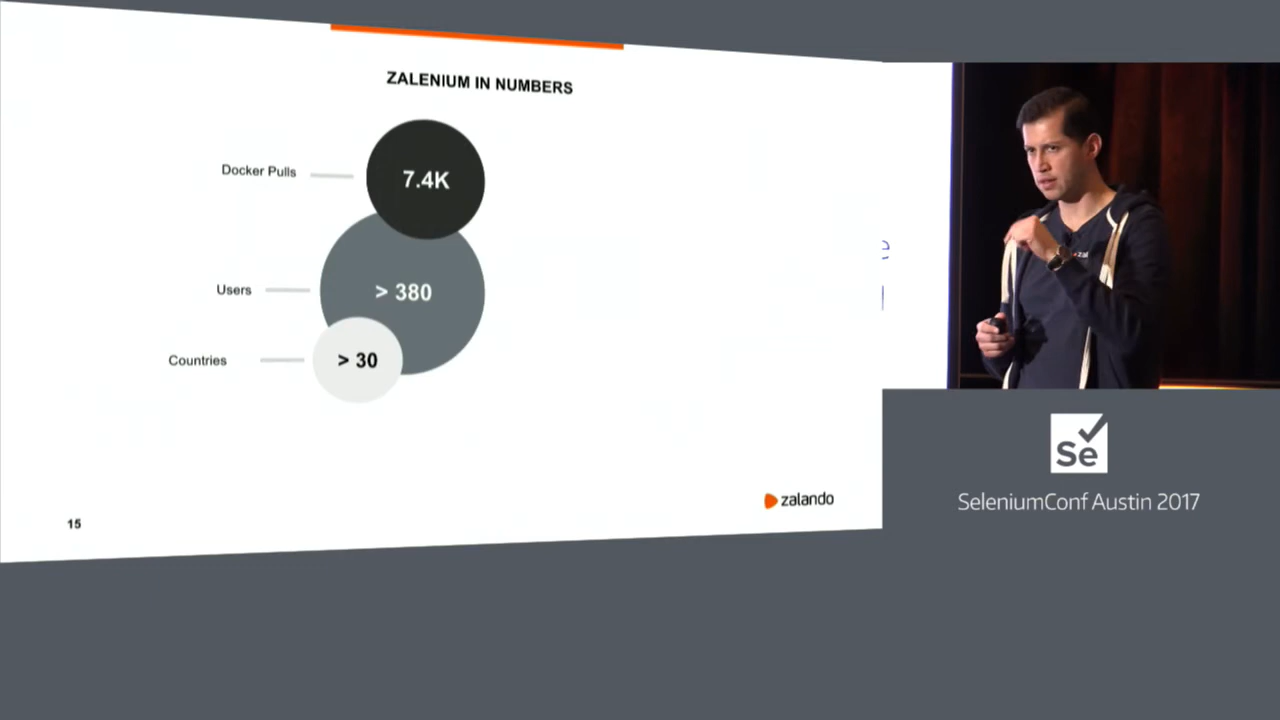 ZALENIUM IN NUMBERS
Docker Pulls
7.4K
Users
> 380
Countries
> 30
zalando
15
Se
SeleniumConf Austin 2017